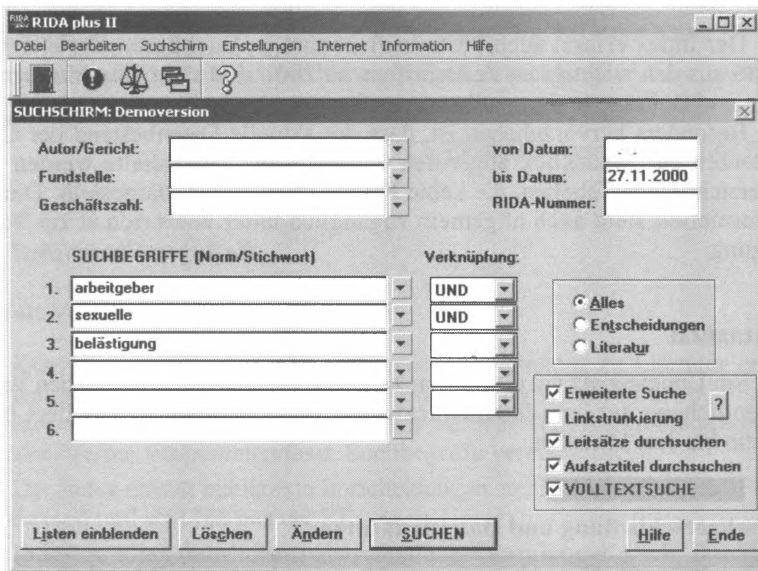 RIDA plus II
Datei Bearbeiten Suchschirm Einstellungen Internet Information Hilfe
SUCHSCHIRM: Demoversion
Autor/Gericht:
von Datum:
Fundstelle:
bis Datum: 27.11.2000
Geschäftszahl:
RIDA-Nummer:
SUCHBEGRIFFE (Norm/Stichwort) Verknüpfung:
1. arbeitgeber UND
2. sexuelle UND
3. belästigung
4.
5.
6.
Alles
Entscheidungen
Literatur
Erweiterte Suche
?
Linkstrunkierung
Leitsätze durchsuchen
Aufsatztitel durchsuchen
VOLLTEXTSUCHE
Listen einblenden Löschen Ändern SUCHEN Hilfe Ende